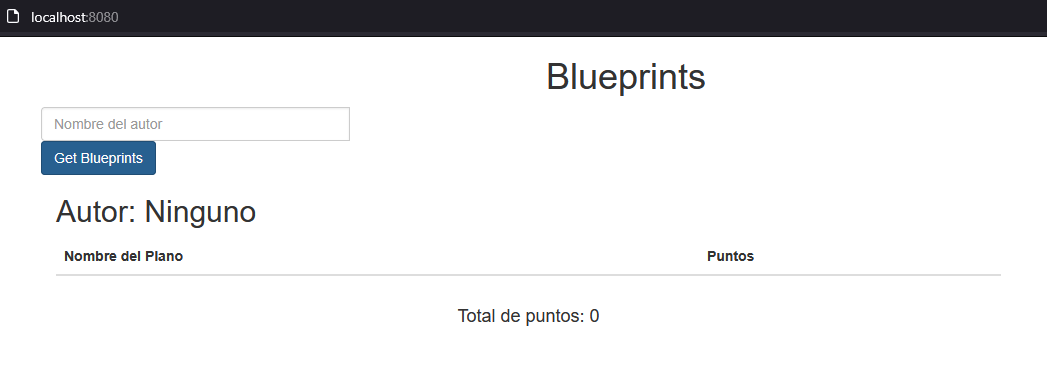 localhost:8080
Blueprints
Nombre del autor
Get Blueprints
Autor: Ninguno
Nombre del Plano Puntos
Total de puntos: 0